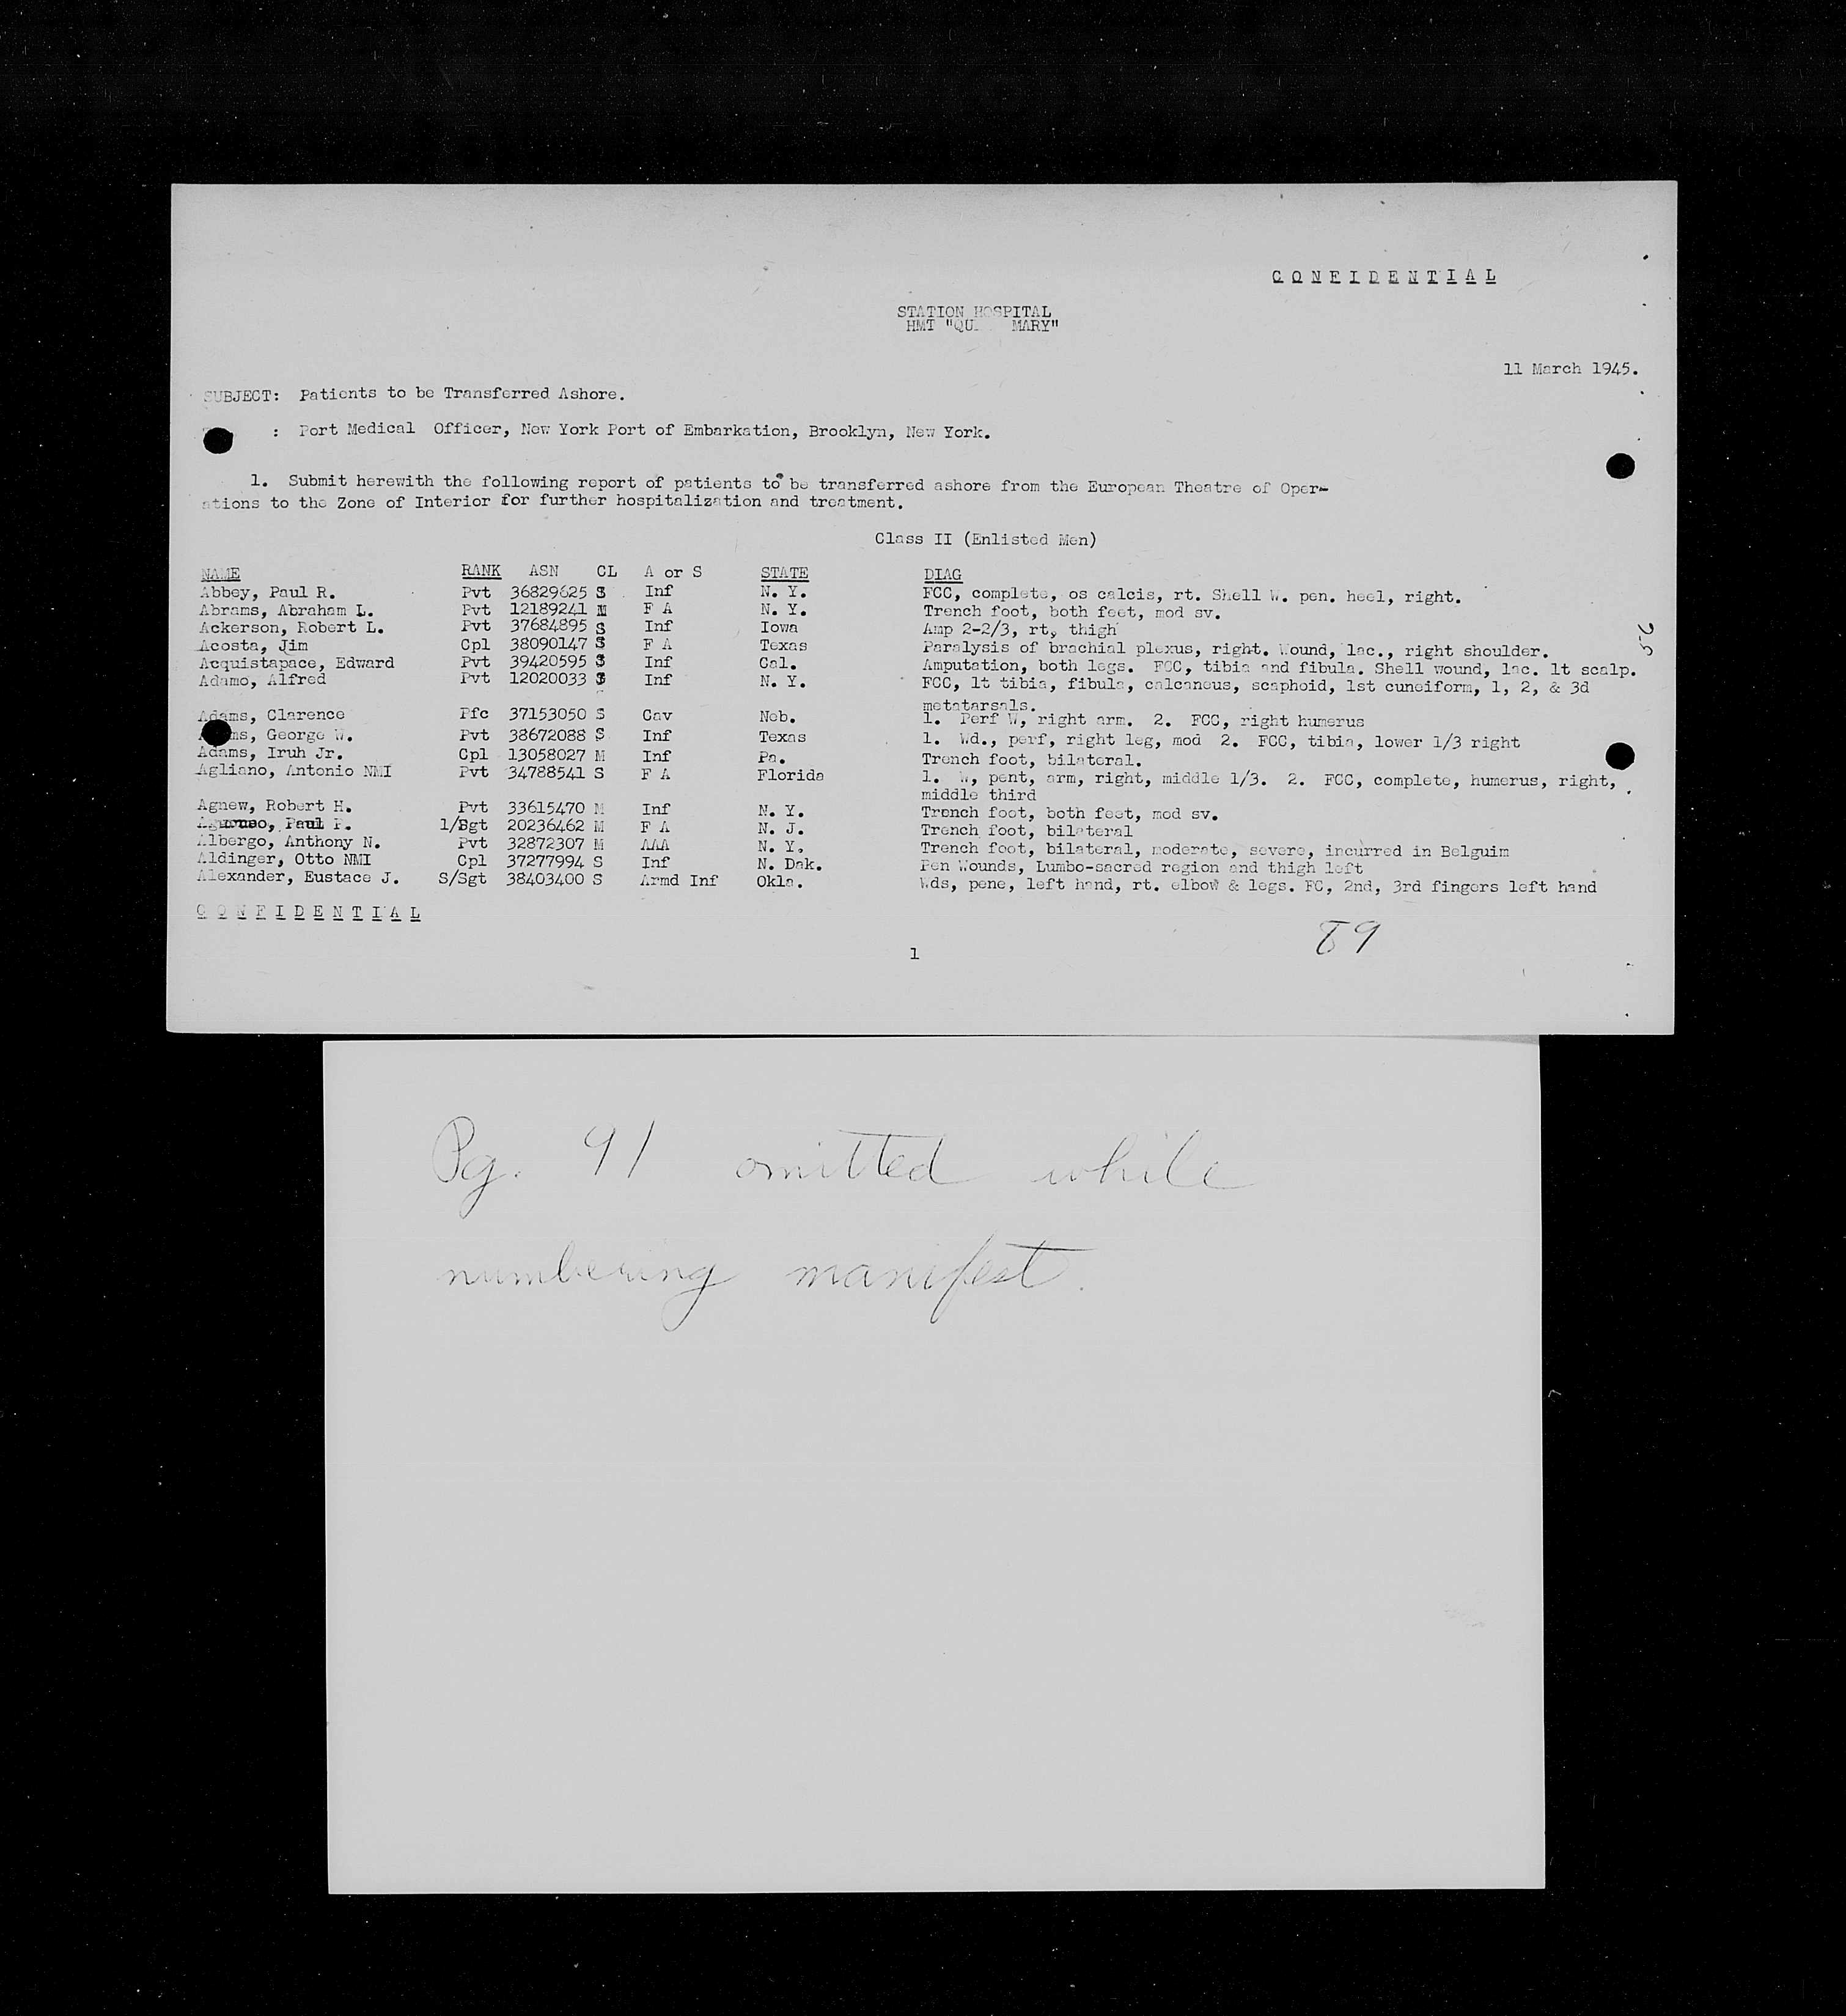 CONFIDENTIAL
STATION HOSPITAL
HMT "QU MARY"
11 March 1945.
SUBJECT: Patients to be Transferred Ashore.
: Port Medical Officer, New York Port of Embarkation, Brooklyn, New York.
1. Submit herewith the following report of patients to be transferred ashore from the European Theatre of Oper-
ations to the Zone of Interior for further hospitalization and treatment.
Class II (Enlisted Men)
NAME RANK ASN CL A or S STATE DIAG
Abbey, Paul R. Pvt 36829625 S Inf N. Y. FCC, complete, os calcis, rt. Shell W. pen. heel, right.
Abrams, Abraham L. Pvt 12189241 M F A N. Y. Trench foot, both feet, mod sv.
Ackerson, Robert L. Pvt 37684895 S Inf Iowa Amp 2-2/3, rt, thigh
Acosta, Jim Cpl 38090147 S F A Texas Paralysis of brachial plexus, right. Wound, lac., right shoulder.
Acquistapace, Edward Pvt 39420595 S Inf Cal. Amputation, both legs. FCC, tibia and fibula. Shell wound, lac. lt scalp.
Adamo, Alfred Pvt 12020033 S Inf N. Y. FCC, lt tibia, fibula, calcaneous, scaphoid, 1st cuneiform, 1, 2, & 3d
metatarsals.
Adams, Clarence Pfc 37153050 S Cav Neb. 1. Perf W, right arm. 2. FCC, right humerus
Adams, George W. Pvt 38672088 S Inf Texas 1. Wd., perf, right leg, mod 2. FCC, tibia, lower 1/3 right
Adams, Iruh Jr. Cpl 13058027 M Inf Pa. Trench foot, bilateral.
Agliano, Antonio NMI Pvt 34788541 S F A Florida 1. W, pent, arm, right, middle 1/3. 2. FCC, complete, humerus, right,
middle third
Agnew, Robert H. Pvt 33615470 M Inf N. Y. Trench foot, both feet, mod sv.
Paul P. 1/Sgt 20236462 M F A N. J. Trench foot, bilateral
Albergo, Anthony N. Pvt 32872307 M AAA N. Y. Trench foot, bilateral, moderate, severe, incurred in Belguim
Aldinger, Otto NMI Cpl 37277994 S Inf N. Dak. Pen Wounds, Lumbo-sacred region and thigh left
Alexander, Eustace J. S/Sgt 38403400 S Armd Inf Okla. Wds, pene, left hand, rt. elbow & legs. FC, 2nd, 3rd fingers left hand
CONFIDENTIAL
89
1
Pg. 91 omitted while
numbering manifest.